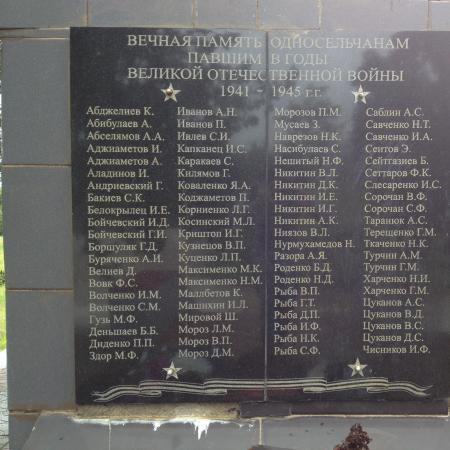 ВЕЧНАЯ ПАМЯТЬ ОДНОСЕЛЬЧАНАМ
ПАВШИМ В ГОДЫ
ВЕЛИКОЙ ОТЕЧЕСТВЕННОЙ ВОЙНЫ
1941 - 1945 г.г.
Абджелиев К.
Абибулаев А.
Абселямов А.А.
Аджиаметов И.
Аджиаметов А.
Аладинов И.
Андриевский Г.
Бакиев С.К.
Белокрылец И.Е.
Бойчевский И.Д.
Бойчевский Г.И.
Борщуляк Г.Д.
Буряченко А.И.
Велиев Д.
Вовк Ф.С.
Волченко И.М.
Волченко С.М.
Гузь М.Ф.
Деньшаев Б.Б.
Диденко П.П.
Здор М.Ф.
Иванов А.Н.
Иванов П.
Ивлев С.И.
Капканец И.С.
Каракаев С.
Килямов Г.
Коваленко Я.А.
Коджаметов П.
Корниенко Л.Г.
Косинский М.Л.
Криштоп И.Г.
Кузнецов В.П.
Куценко Л.П.
Максименко М.К.
Максименко Н.М.
Маллбетов К.
Машихин И.Л.
Мировой Ш.
Мороз Л.М.
Мороз В.П.
Мороз Д.М.
Морозов П.М.
Мусаев З.
Наврезов Н.К.
Насибулаев С.
Нешытый Н.Ф.
Никитин В.Л.
Никитин Д.К.
Никитин И.Е.
Никитин И.Г.
Никитин А.К.
Ниязов В.Л.
Нурмухамедов Н.
Разора А.Я.
Роденко Б.Д.
Роденко Н.Д.
Рыба В.П.
Рыба Г.Т.
Рыба Д.П.
Рыба И.Ф.
Рыба Н.К.
Рыба С.Ф.
Саблин А.С.
Савченко Н.Т.
Савченко И.А.
Сеитов Э.
Сейтгазиев Б.
Сеттаров Ф.К.
Слесаренко И.С.
Сорочан В.Ф.
Сорочан С.Ф.
Таранюк А.С.
Терещенко Г.М.
Ткаченко Н.К.
Турчин А.М.
Турчин Г.М.
Харченко Н.И.
Харченко Г.М.
Цуканов А.С.
Цуканов В.Д.
Цуканов В.С.
Цуканов Д.С.
Чисников И.Ф.